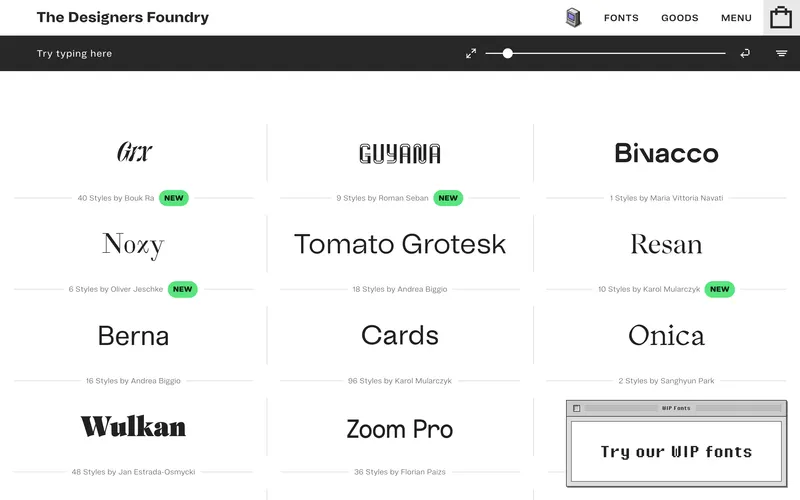 The Designers Foundry
FONTS GOODS MENU
Try typing here
Grx GUYANA Bivacco
40 Styles by Bouk Ra NEW 9 Styles by Roman Seban NEW 1 Styles by Maria Vittoria Navati
Noxy Tomato Grotesk Resan
6 Styles by Oliver Jeschke NEW 18 Styles by Andrea Biggio 10 Styles by Karol Mularczyk NEW
Berna Cards Onica
16 Styles by Andrea Biggio 96 Styles by Karol Mularczyk 2 Styles by Sanghyun Park
Wulkan Zoom Pro
48 Styles by Jan Estrada-Osmycki 36 Styles by Florian Paizs
WIP Fonts
Try our WIP fonts